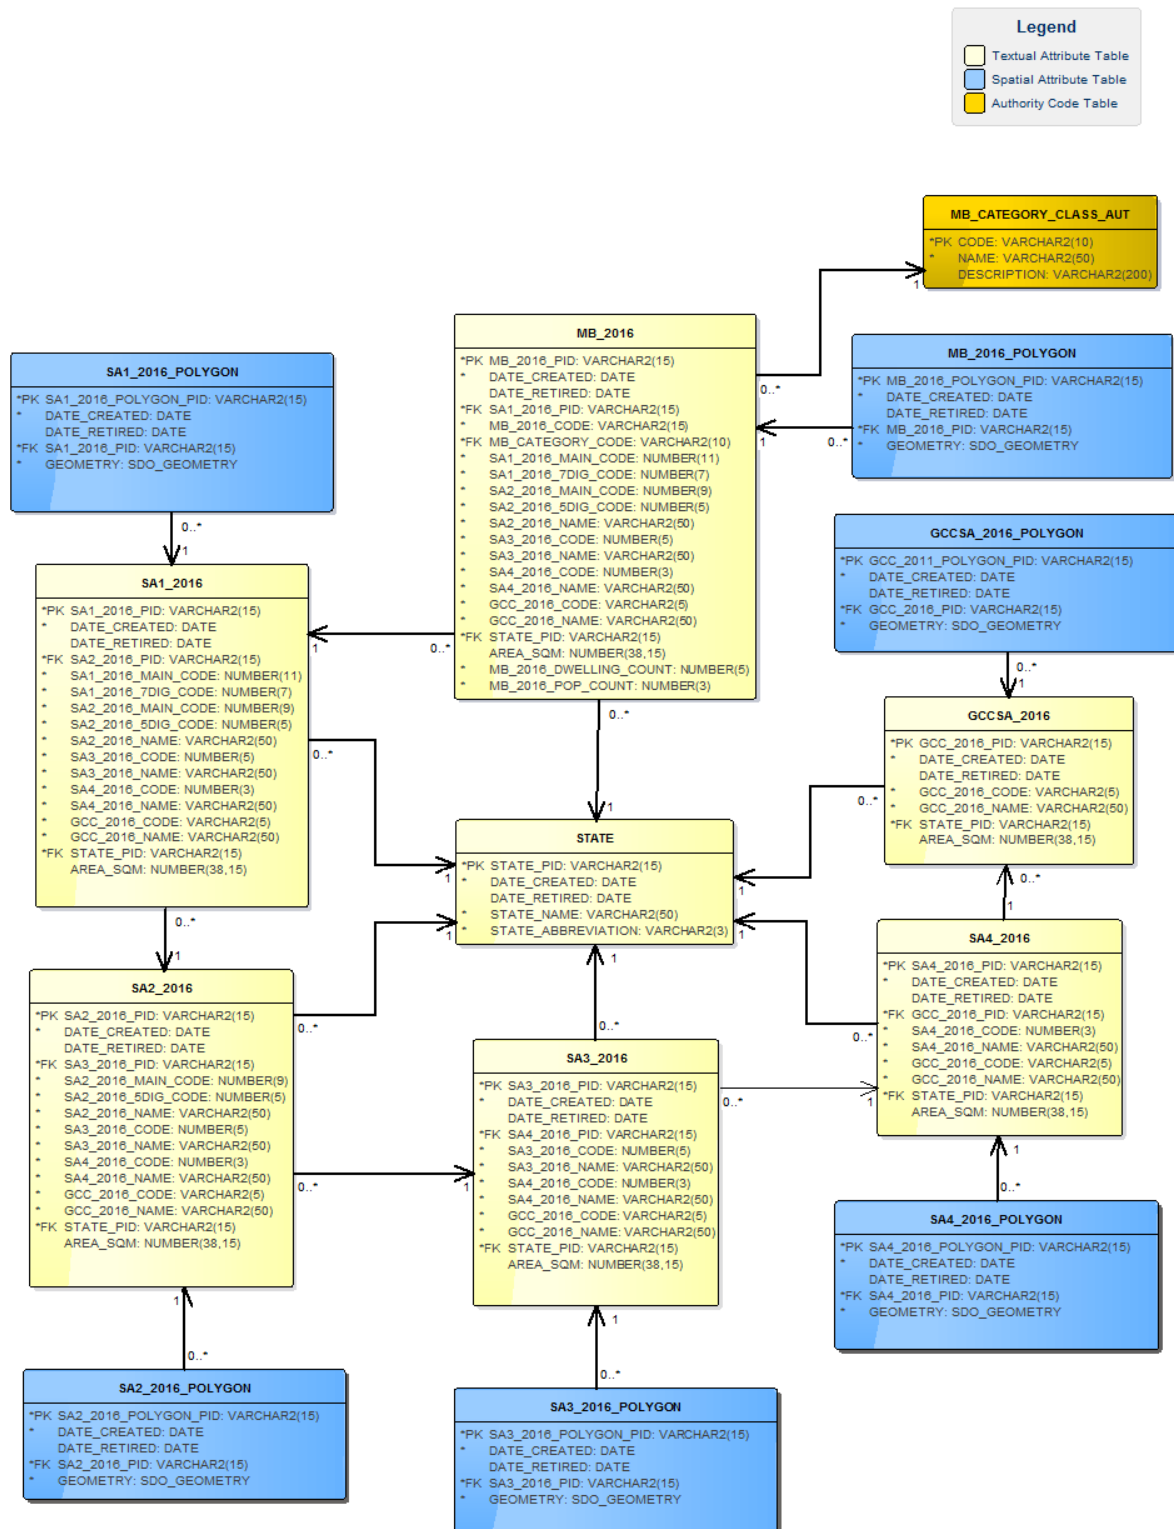 Legend
Textual Attribute Table
Spatial Attribute Table
Authority Code Table
MB_CATEGORY_CLASS_AUT
*PK CODE: VARCHAR2(10)
* NAME: VARCHAR2(50)
DESCRIPTION: VARCHAR2(200)
1
MB_2016
*PK MB_2016_PID: VARCHAR2(15)
* DATE_CREATED: DATE
DATE_RETIRED: DATE
*FK SA1_2016_PID: VARCHAR2(15)
* MB_2016_CODE: VARCHAR2(15)
*FK MB_CATEGORY_CODE: VARCHAR2(10)
* SA1_2016_MAIN_CODE: NUMBER(11)
* SA1_2016_7DIG_CODE: NUMBER(7)
* SA2_2016_MAIN_CODE: NUMBER(9)
* SA2_2016_5DIG_CODE: NUMBER(5)
* SA2_2016_NAME: VARCHAR2(50)
* SA3_2016_CODE: NUMBER(5)
* SA3_2016_NAME: VARCHAR2(50)
* SA4_2016_CODE: NUMBER(3)
* SA4_2016_NAME: VARCHAR2(50)
* GCC_2016_CODE: VARCHAR2(5)
* GCC_2016_NAME: VARCHAR2(50)
*FK STATE_PID: VARCHAR2(15)
AREA_SQM: NUMBER(38,15)
* MB_2016_DWELLING_COUNT: NUMBER(5)
* MB_2016_POP_COUNT: NUMBER(3)
0..*
1
0..*
0..*
0..*
MB_2016_POLYGON
*PK MB_2016_POLYGON_PID: VARCHAR2(15)
* DATE_CREATED: DATE
DATE_RETIRED: DATE
*FK MB_2016_PID: VARCHAR2(15)
* GEOMETRY: SDO_GEOMETRY
SA1_2016_POLYGON
*PK SA1_2016_POLYGON_PID: VARCHAR2(15)
* DATE_CREATED: DATE
DATE_RETIRED: DATE
*FK SA1_2016_PID: VARCHAR2(15)
* GEOMETRY: SDO_GEOMETRY
0..*
1
GCCSA_2016_POLYGON
*PK GCC_2011_POLYGON_PID: VARCHAR2(15)
* DATE_CREATED: DATE
DATE_RETIRED: DATE
*FK GCC_2016_PID: VARCHAR2(15)
* GEOMETRY: SDO_GEOMETRY
0..*
1
SA1_2016
*PK SA1_2016_PID: VARCHAR2(15)
* DATE_CREATED: DATE
DATE_RETIRED: DATE
*FK SA2_2016_PID: VARCHAR2(15)
* SA1_2016_MAIN_CODE: NUMBER(11)
* SA1_2016_7DIG_CODE: NUMBER(7)
* SA2_2016_MAIN_CODE: NUMBER(9)
* SA2_2016_5DIG_CODE: NUMBER(5)
* SA2_2016_NAME: VARCHAR2(50)
* SA3_2016_CODE: NUMBER(5)
* SA3_2016_NAME: VARCHAR2(50)
* SA4_2016_CODE: NUMBER(3)
* SA4_2016_NAME: VARCHAR2(50)
* GCC_2016_CODE: VARCHAR2(5)
* GCC_2016_NAME: VARCHAR2(50)
*FK STATE_PID: VARCHAR2(15)
AREA_SQM: NUMBER(38,15)
1
0..*
0..*
1
GCCSA_2016
*PK GCC_2016_PID: VARCHAR2(15)
* DATE_CREATED: DATE
DATE_RETIRED: DATE
* GCC_2016_CODE: VARCHAR2(5)
* GCC_2016_NAME: VARCHAR2(50)
*FK STATE_PID: VARCHAR2(15)
AREA_SQM: NUMBER(38,15)
0..*
0..*
1
STATE
*PK STATE_PID: VARCHAR2(15)
* DATE_CREATED: DATE
DATE_RETIRED: DATE
* STATE_NAME: VARCHAR2(50)
* STATE_ABBREVIATION: VARCHAR2(3)
1
1
1
1
1
1
SA4_2016
*PK SA4_2016_PID: VARCHAR2(15)
* DATE_CREATED: DATE
DATE_RETIRED: DATE
*FK GCC_2016_PID: VARCHAR2(15)
* SA4_2016_CODE: NUMBER(3)
* SA4_2016_NAME: VARCHAR2(50)
* GCC_2016_CODE: VARCHAR2(5)
* GCC_2016_NAME: VARCHAR2(50)
*FK STATE_PID: VARCHAR2(15)
AREA_SQM: NUMBER(38,15)
0..*
1
1
0..*
SA2_2016
*PK SA2_2016_PID: VARCHAR2(15)
* DATE_CREATED: DATE
DATE_RETIRED: DATE
*FK SA3_2016_PID: VARCHAR2(15)
* SA2_2016_MAIN_CODE: NUMBER(9)
* SA2_2016_5DIG_CODE: NUMBER(5)
* SA2_2016_NAME: VARCHAR2(50)
* SA3_2016_CODE: NUMBER(5)
* SA3_2016_NAME: VARCHAR2(50)
* SA4_2016_CODE: NUMBER(3)
* SA4_2016_NAME: VARCHAR2(50)
* GCC_2016_CODE: VARCHAR2(5)
* GCC_2016_NAME: VARCHAR2(50)
*FK STATE_PID: VARCHAR2(15)
AREA_SQM: NUMBER(38,15)
0..*
0..*
1
0..*
SA3_2016
*PK SA3_2016_PID: VARCHAR2(15)
* DATE_CREATED: DATE
DATE_RETIRED: DATE
*FK SA4_2016_PID: VARCHAR2(15)
* SA3_2016_CODE: NUMBER(5)
* SA3_2016_NAME: VARCHAR2(50)
* SA4_2016_CODE: NUMBER(3)
* SA4_2016_NAME: VARCHAR2(50)
* GCC_2016_CODE: VARCHAR2(5)
* GCC_2016_NAME: VARCHAR2(50)
*FK STATE_PID: VARCHAR2(15)
AREA_SQM: NUMBER(38,15)
0..*
0..*
1
1
0..*
SA4_2016_POLYGON
*PK SA4_2016_POLYGON_PID: VARCHAR2(15)
* DATE_CREATED: DATE
DATE_RETIRED: DATE
*FK SA4_2016_PID: VARCHAR2(15)
* GEOMETRY: SDO_GEOMETRY
SA2_2016_POLYGON
*PK SA2_2016_POLYGON_PID: VARCHAR2(15)
* DATE_CREATED: DATE
DATE_RETIRED: DATE
*FK SA2_2016_PID: VARCHAR2(15)
* GEOMETRY: SDO_GEOMETRY
SA3_2016_POLYGON
*PK SA3_2016_POLYGON_PID: VARCHAR2(15)
* DATE_CREATED: DATE
DATE_RETIRED: DATE
*FK SA3_2016_PID: VARCHAR2(15)
* GEOMETRY: SDO_GEOMETRY